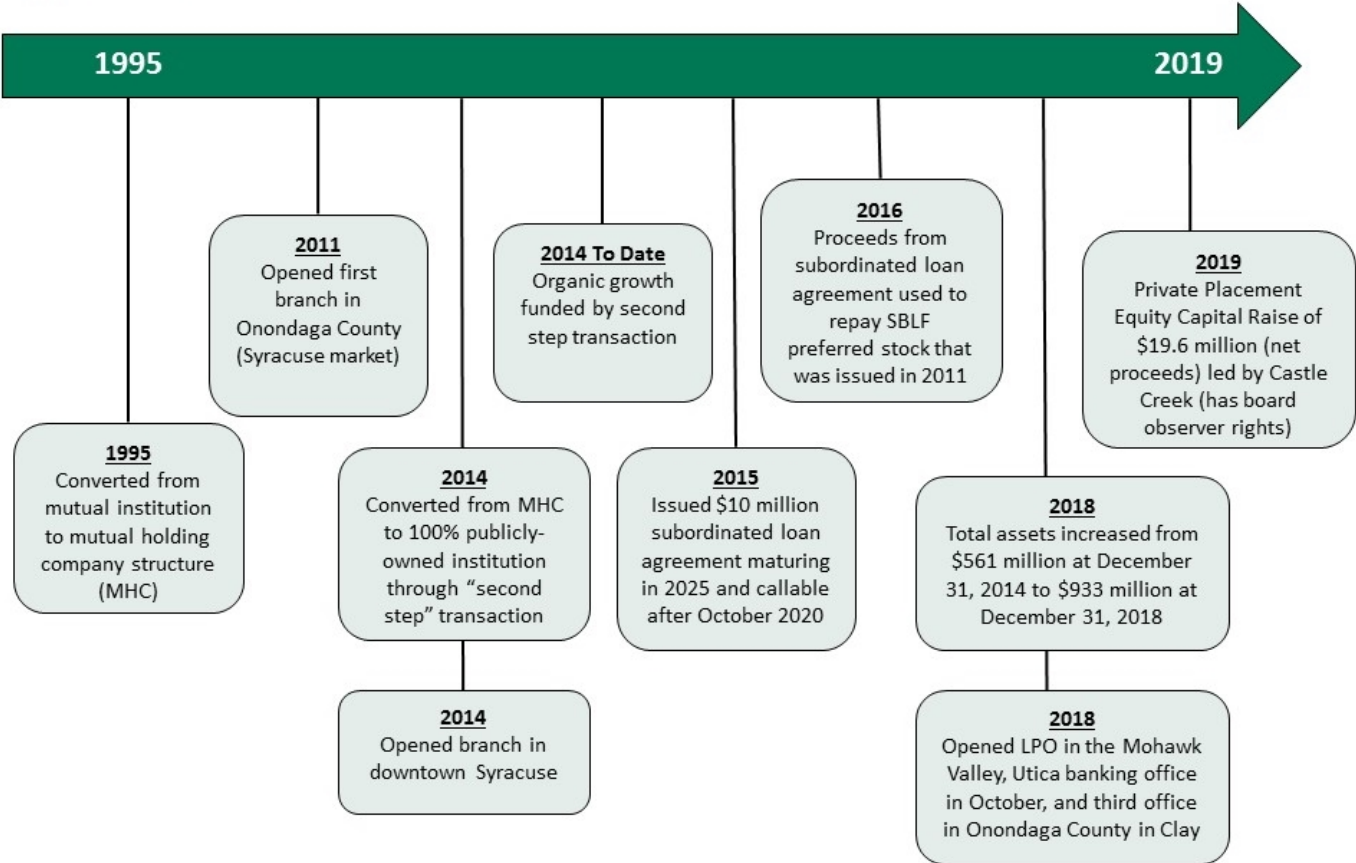 1995
2019
1995
Converted from
mutual institution
to mutual holding
company structure
(MHC)
2011
Opened first
branch in
Onondaga County
(Syracuse market)
2014
Converted from MHC
to 100% publicly-
owned institution
through “second
step” transaction
2014
Opened branch in
downtown Syracuse
2014 To Date
Organic growth
funded by second
step transaction
2015
Issued $10 million
subordinated loan
agreement maturing
in 2025 and callable
after October 2020
2016
Proceeds from
subordinated loan
agreement used to
repay SBLF
preferred stock that
was issued in 2011
2018
Total assets increased from
$561 million at December
31, 2014 to $933 million at
December 31, 2018
2018
Opened LPO in the Mohawk
Valley, Utica banking office
in October, and third office
in Onondaga County in Clay
2019
Private Placement
Equity Capital Raise of
$19.6 million (net
proceeds) led by Castle
Creek (has board
observer rights)